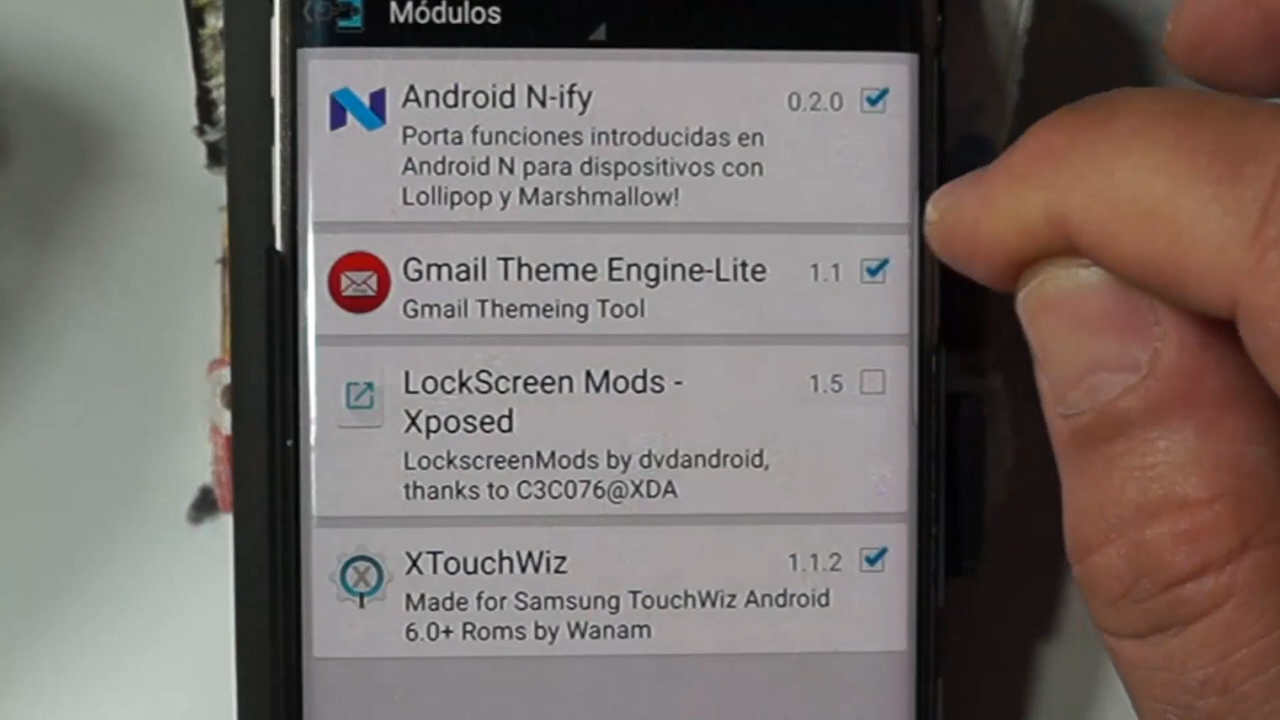 Módulos
Android N-ify
0.2.0
Porta funciones introducidas en
Android N para dispositivos con
Lollipop y Marshmallow!
Gmail Theme Engine-Lite
1.1
Gmail Themeing Tool
LockScreen Mods -
1.5
Xposed
LockscreenMods by dvdandroid,
thanks to C3C076@XDA
XTouchWiz
1.1.2
Made for Samsung TouchWiz Android
6.0+ Roms by Wanam